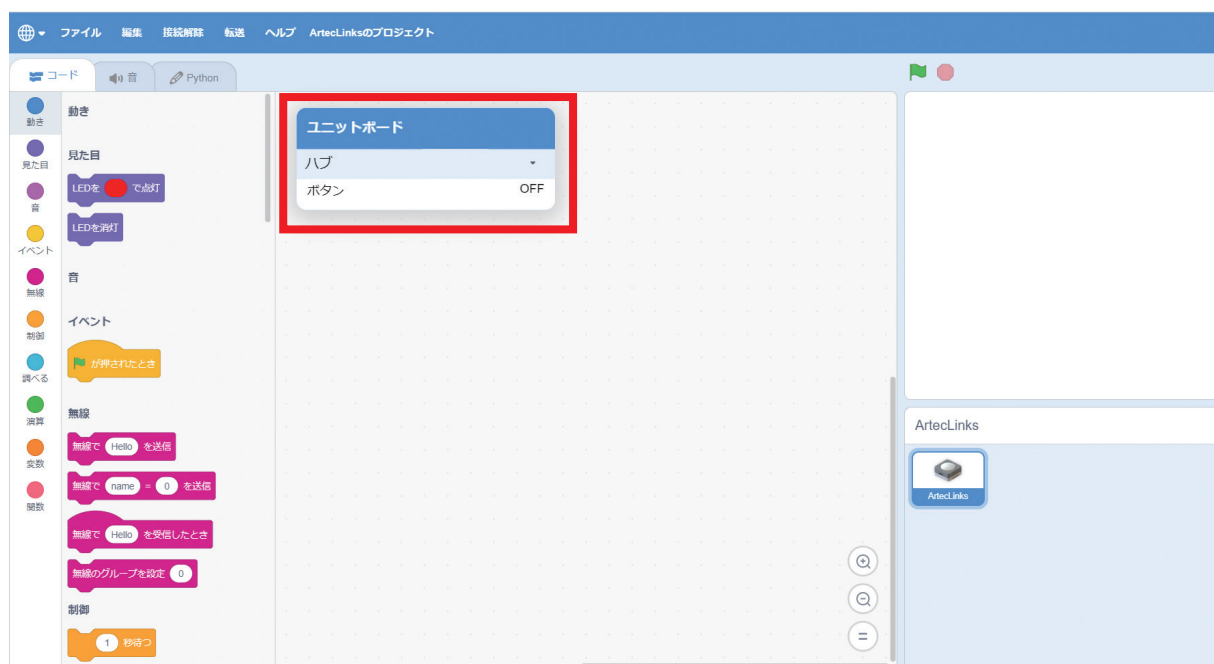 ファイル 編集 接続解除 転送 ヘルプ ArtecLinksのプロジェクト
コード 音 Python
動き
見た目
音
イベント
無線
制御
調べる
演算
変数
関数
動き
見た目
LEDを で点灯
LEDを消灯
音
イベント
が押されたとき
無線
無線で Hello を送信
無線で name = 0 を送信
無線で Hello を受信したとき
無線のグループを設定 0
制御
1 秒待つ
ユニットボード
ハブ
ボタン OFF
ArtecLinks
ArtecLinks